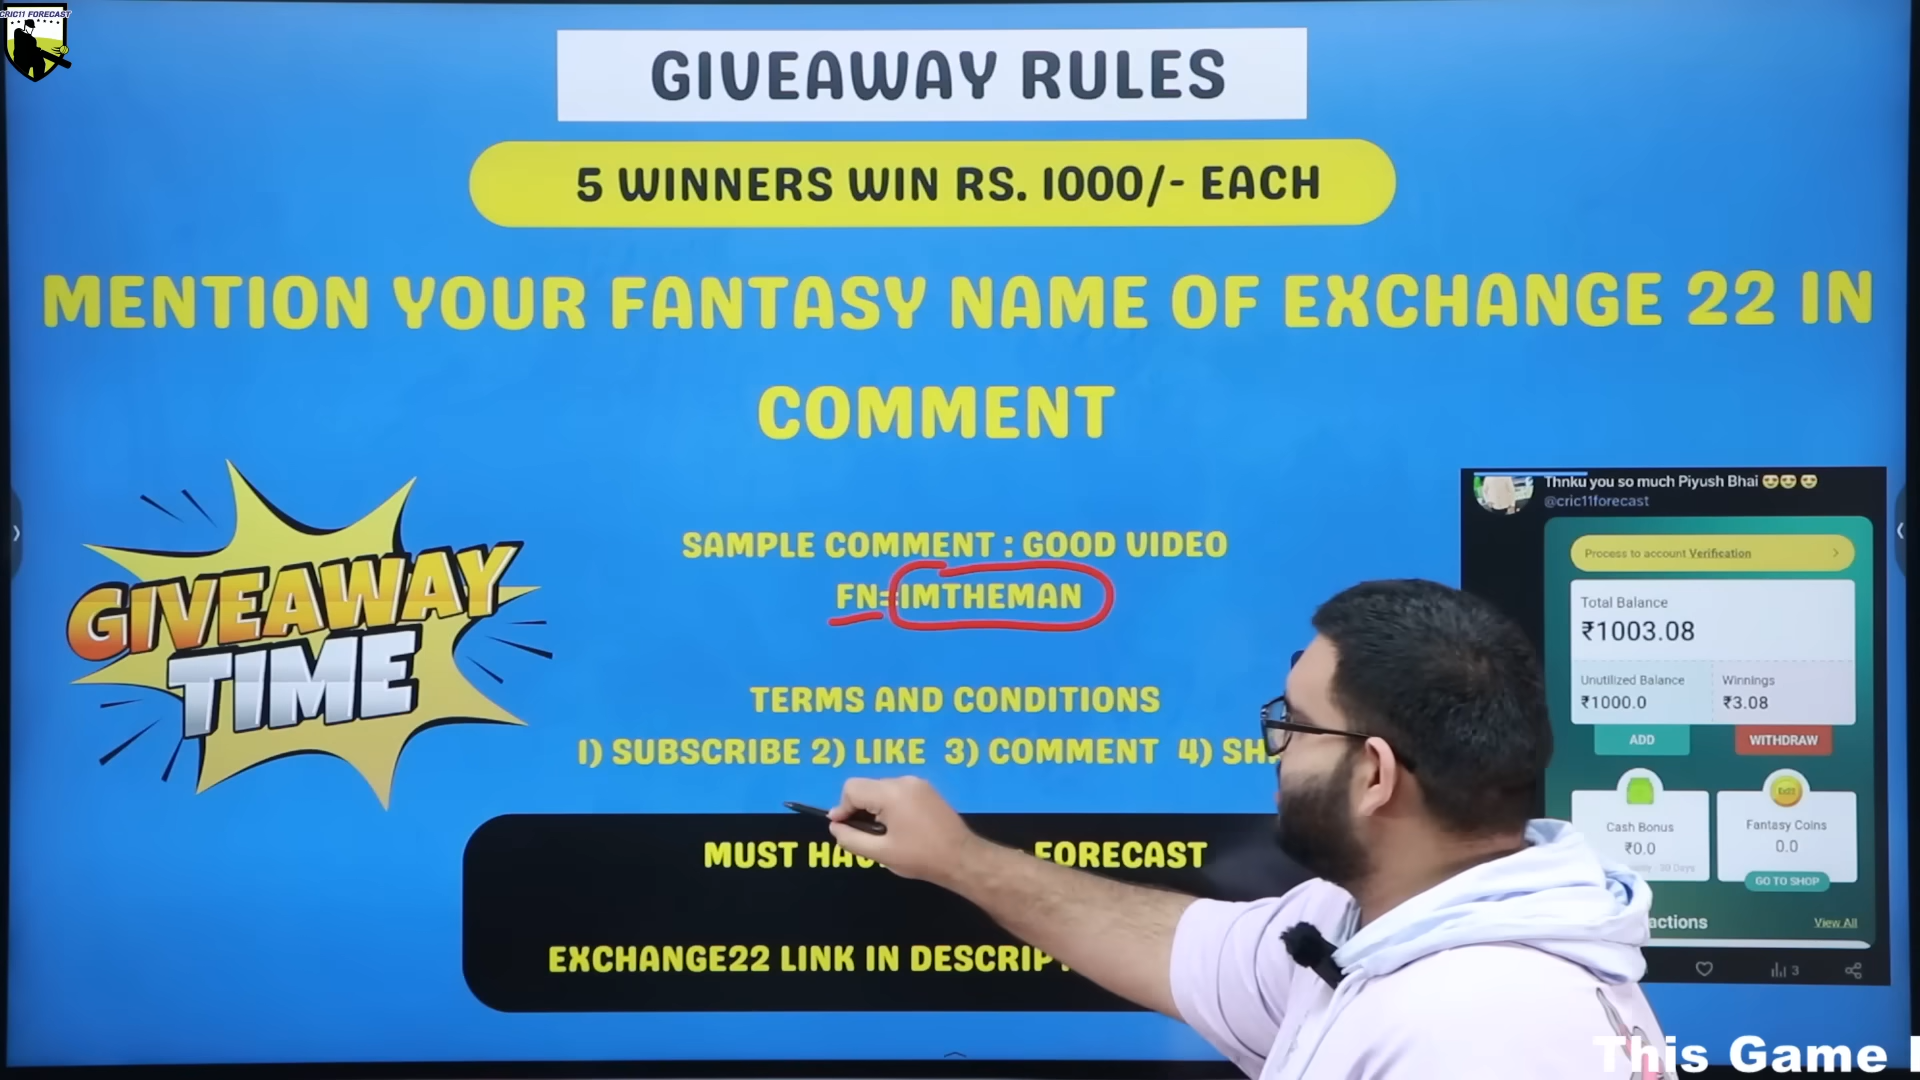 CRIC11 FORECAST
GIVEAWAY RULES
5 WINNERS WIN RS. 1000/- EACH
MENTION YOUR FANTASY NAME OF EXCHANGE 22 IN
COMMENT
GIVEAWAY
TIME
SAMPLE COMMENT : GOOD VIDEO
FN=IMTHEMAN
TERMS AND CONDITIONS
1) SUBSCRIBE 2) LIKE 3) COMMENT 4)
MUST FORECAST
EXCHANGE22 LINK IN
Thnku you so much Piyush Bhai 😍😍 😍
@cric11forecast
Process to account Verification
Total Balance
₹1003.08
Unutilized Balance Winnings
₹1000.0 ₹3.08
ADD WITHDRAW
Cash Bonus Fantasy Coins
₹0.0 0.0
GO TO SHOP
View All
3
This Game